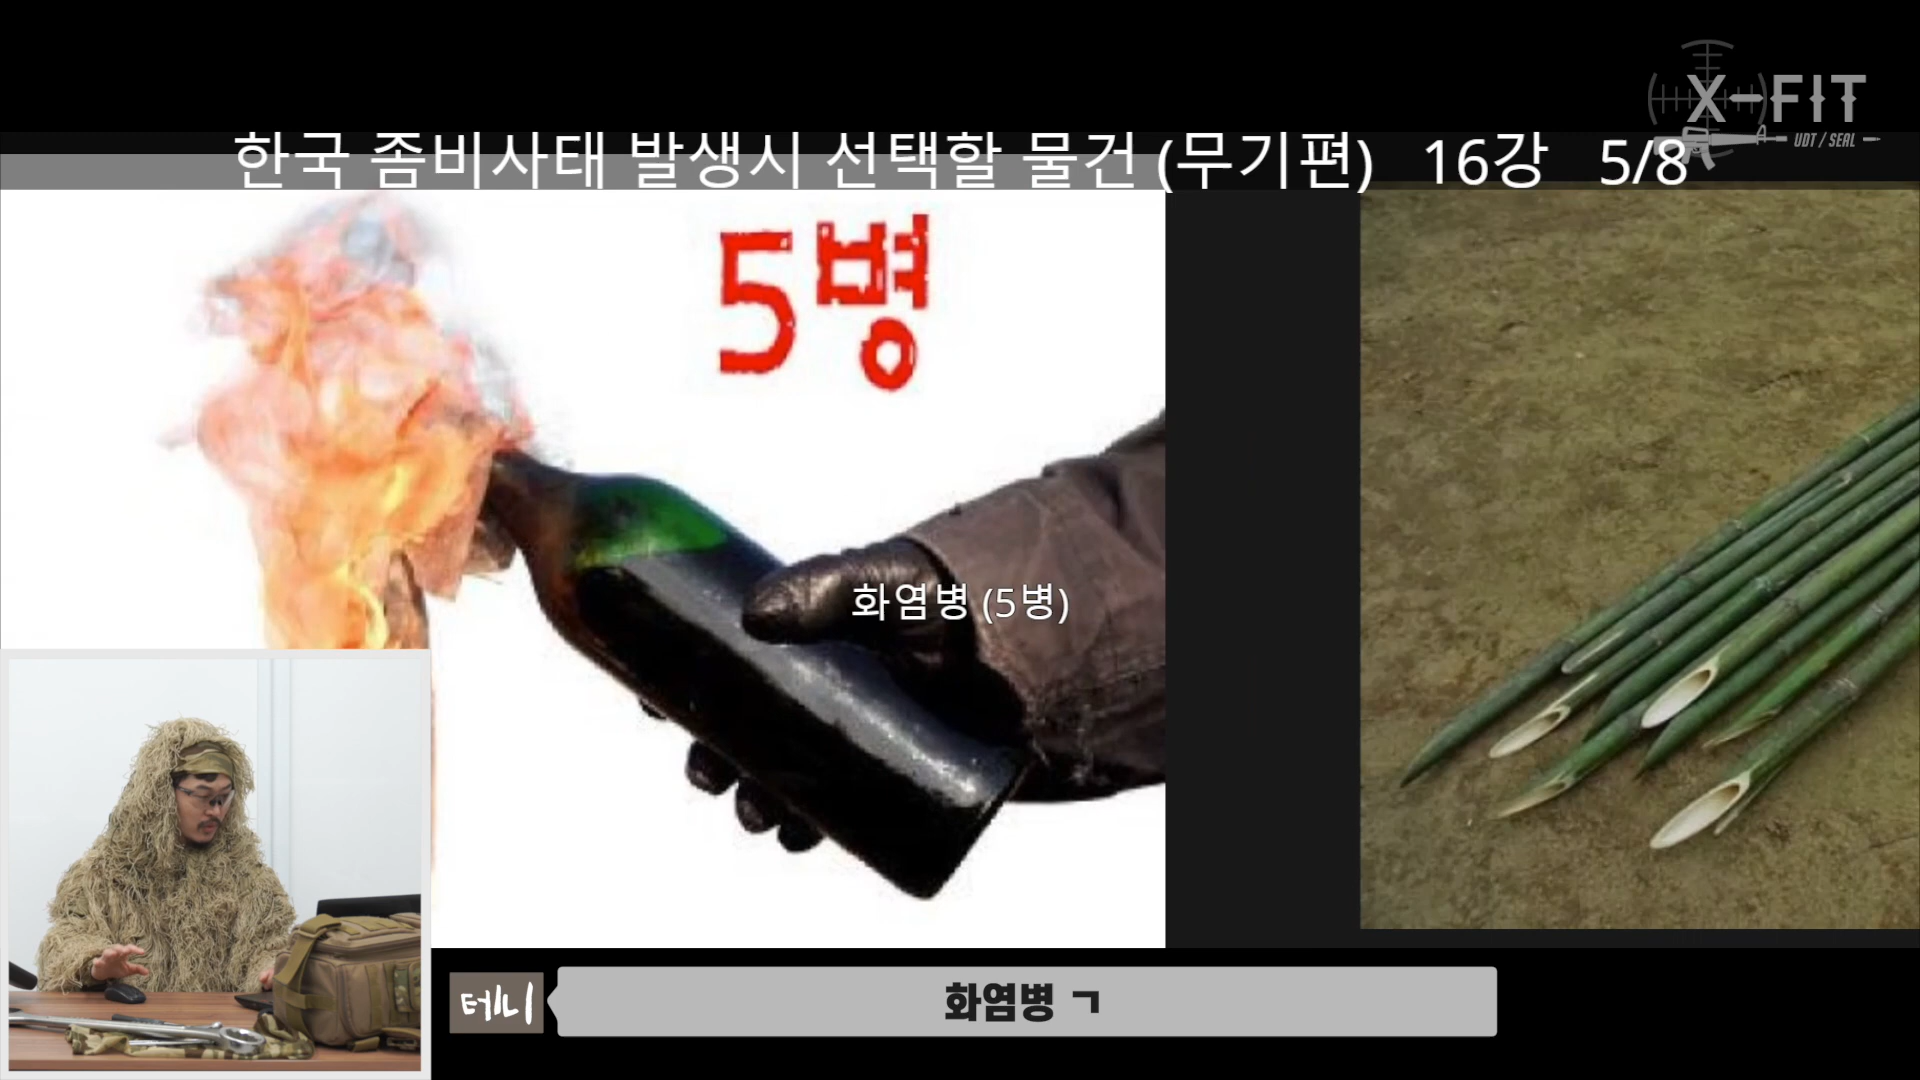 X-FIT
UDT / SEAL
한국 좀비사태 발생시 선택할 물건 (무기편) 16강 5/8
5병
화염병 (5병)
테니
화염병 ㄱ